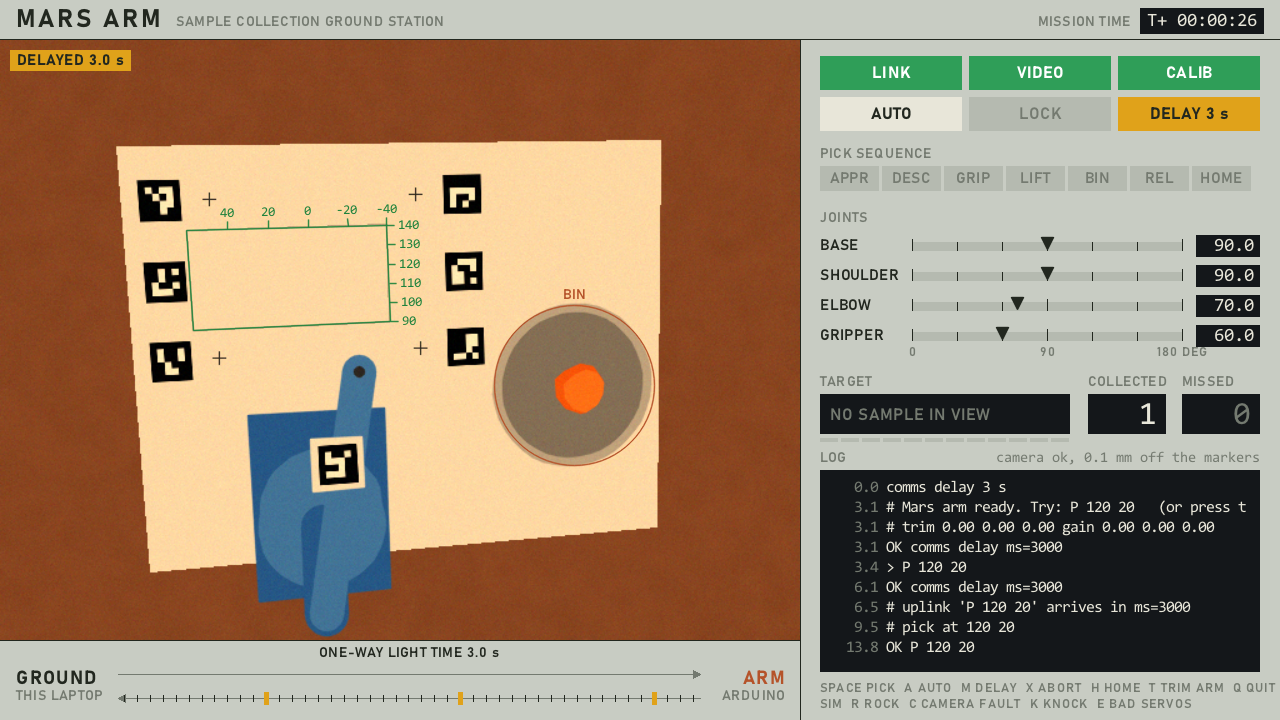 MARS ARM SAMPLE COLLECTION GROUND STATION
MISSION TIME T+ 00:00:26
DELAYED 3.0 s
40 20 0 -20 -40
140
130
120
110
100
90
BIN
ONE-WAY LIGHT TIME 3.0 s
GROUND
THIS LAPTOP
ARM
ARDUINO
LINK VIDEO CALIB
AUTO LOCK DELAY 3 s
PICK SEQUENCE
APPR DESC GRIP LIFT BIN REL HOME
JOINTS
BASE 90.0
SHOULDER 90.0
ELBOW 70.0
GRIPPER 60.0
0 90 180 DEG
TARGET COLLECTED MISSED
NO SAMPLE IN VIEW 1 0
LOG camera ok, 0.1 mm off the markers
0.0 comms delay 3 s
3.1 # Mars arm ready. Try: P 120 20 (or press t
3.1 # trim 0.00 0.00 0.00 gain 0.00 0.00 0.00
3.1 OK comms delay ms=3000
3.4 > P 120 20
6.1 OK comms delay ms=3000
6.5 # uplink 'P 120 20' arrives in ms=3000
9.5 # pick at 120 20
13.8 OK P 120 20
SPACE PICK A AUTO M DELAY X ABORT H HOME T TRIM ARM Q QUIT
SIM R ROCK C CAMERA FAULT K KNOCK E BAD SERVOS